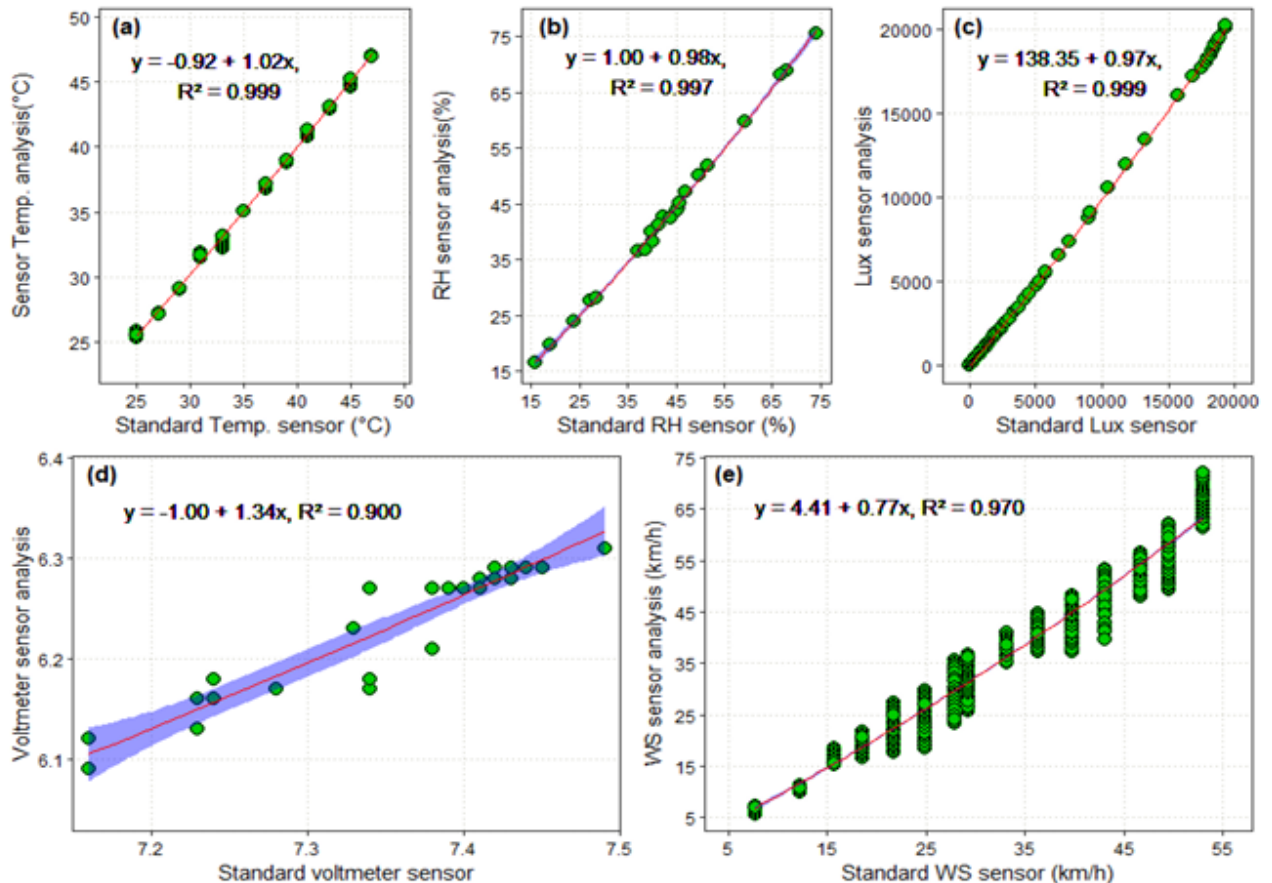 (a)
y = -0.92 + 1.02x,
R² = 0.999
Sensor Temp. analysis(°C)
50
45
40
35
30
25
25 30 35 40 45 50
Standard Temp. sensor (°C)
(b)
y = 1.00 + 0.98x,
R² = 0.997
RH sensor analysis(%)
75
65
55
45
35
25
15
15 25 35 45 55 65 75
Standard RH sensor (%)
(c)
y = 138.35 + 0.97x,
R² = 0.999
Lux sensor analysis
20000
15000
10000
5000
0
0 5000 10000 15000 20000
Standard Lux sensor
(d)
y = -1.00 + 1.34x, R² = 0.900
Voltmeter sensor analysis
6.4
6.3
6.2
6.1
7.2 7.3 7.4 7.5
Standard voltmeter sensor
(e)
y = 4.41 + 0.77x, R² = 0.970
WS sensor analysis (km/h)
75
65
55
45
35
25
15
5
5 15 25 35 45 55
Standard WS sensor (km/h)